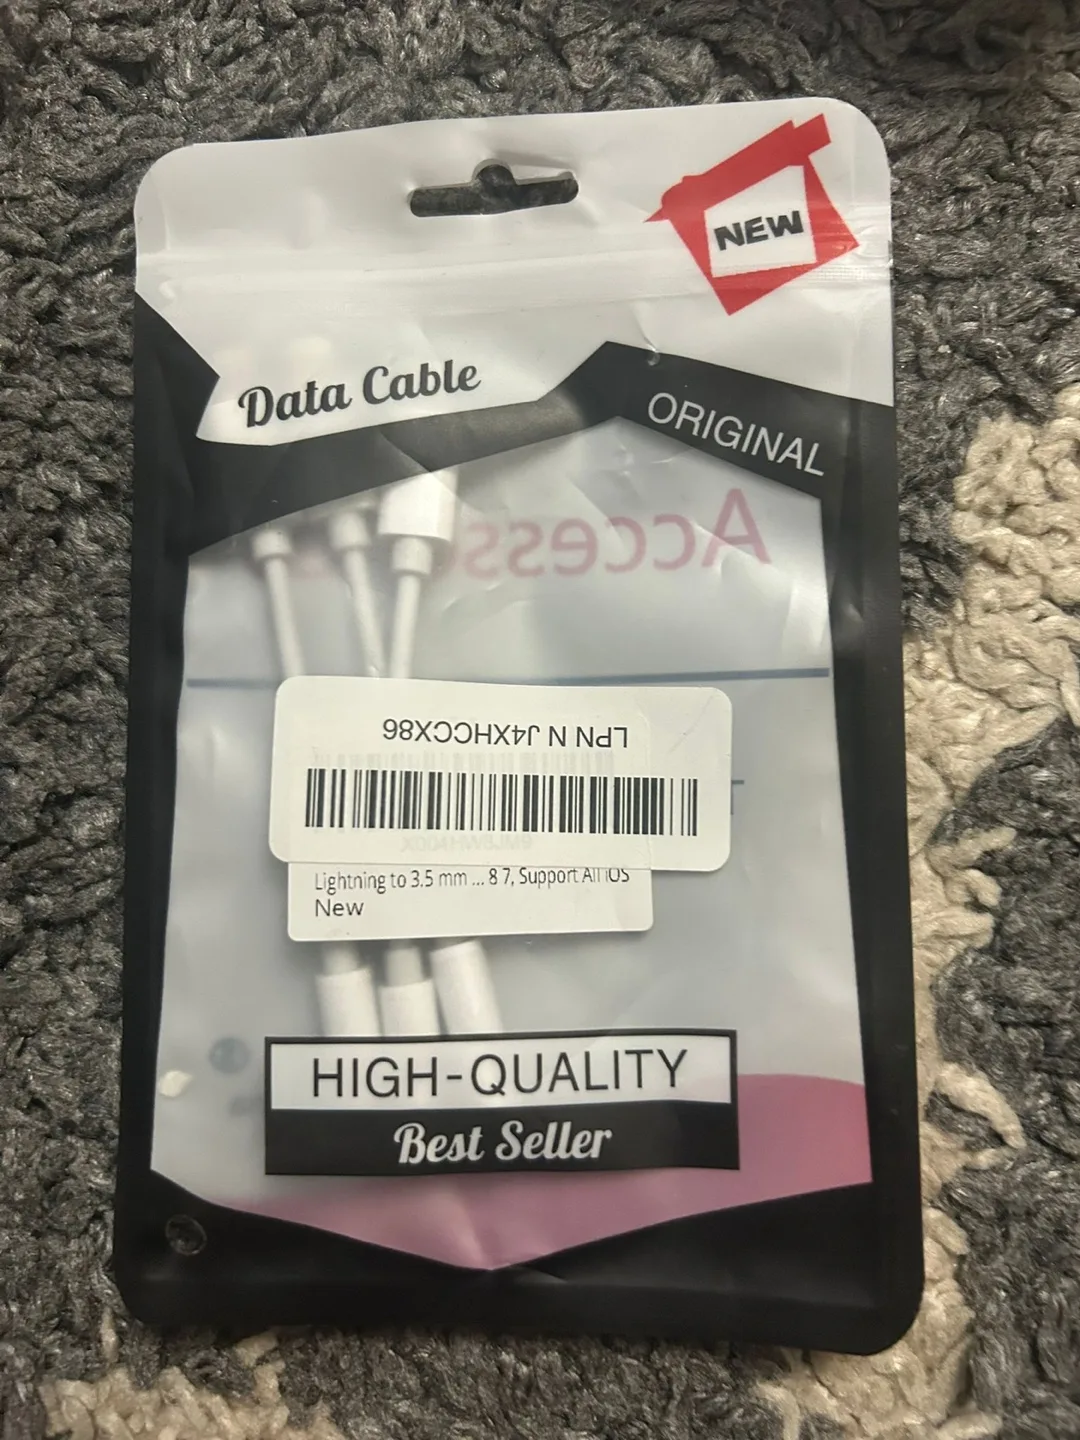 NEW
Data Cable
ORIGINAL
Access
LPN N J4XHCCX86
Lightning to 3.5 mm ... 8 7, Support All iOS
New
HIGH-QUALITY
Best Seller